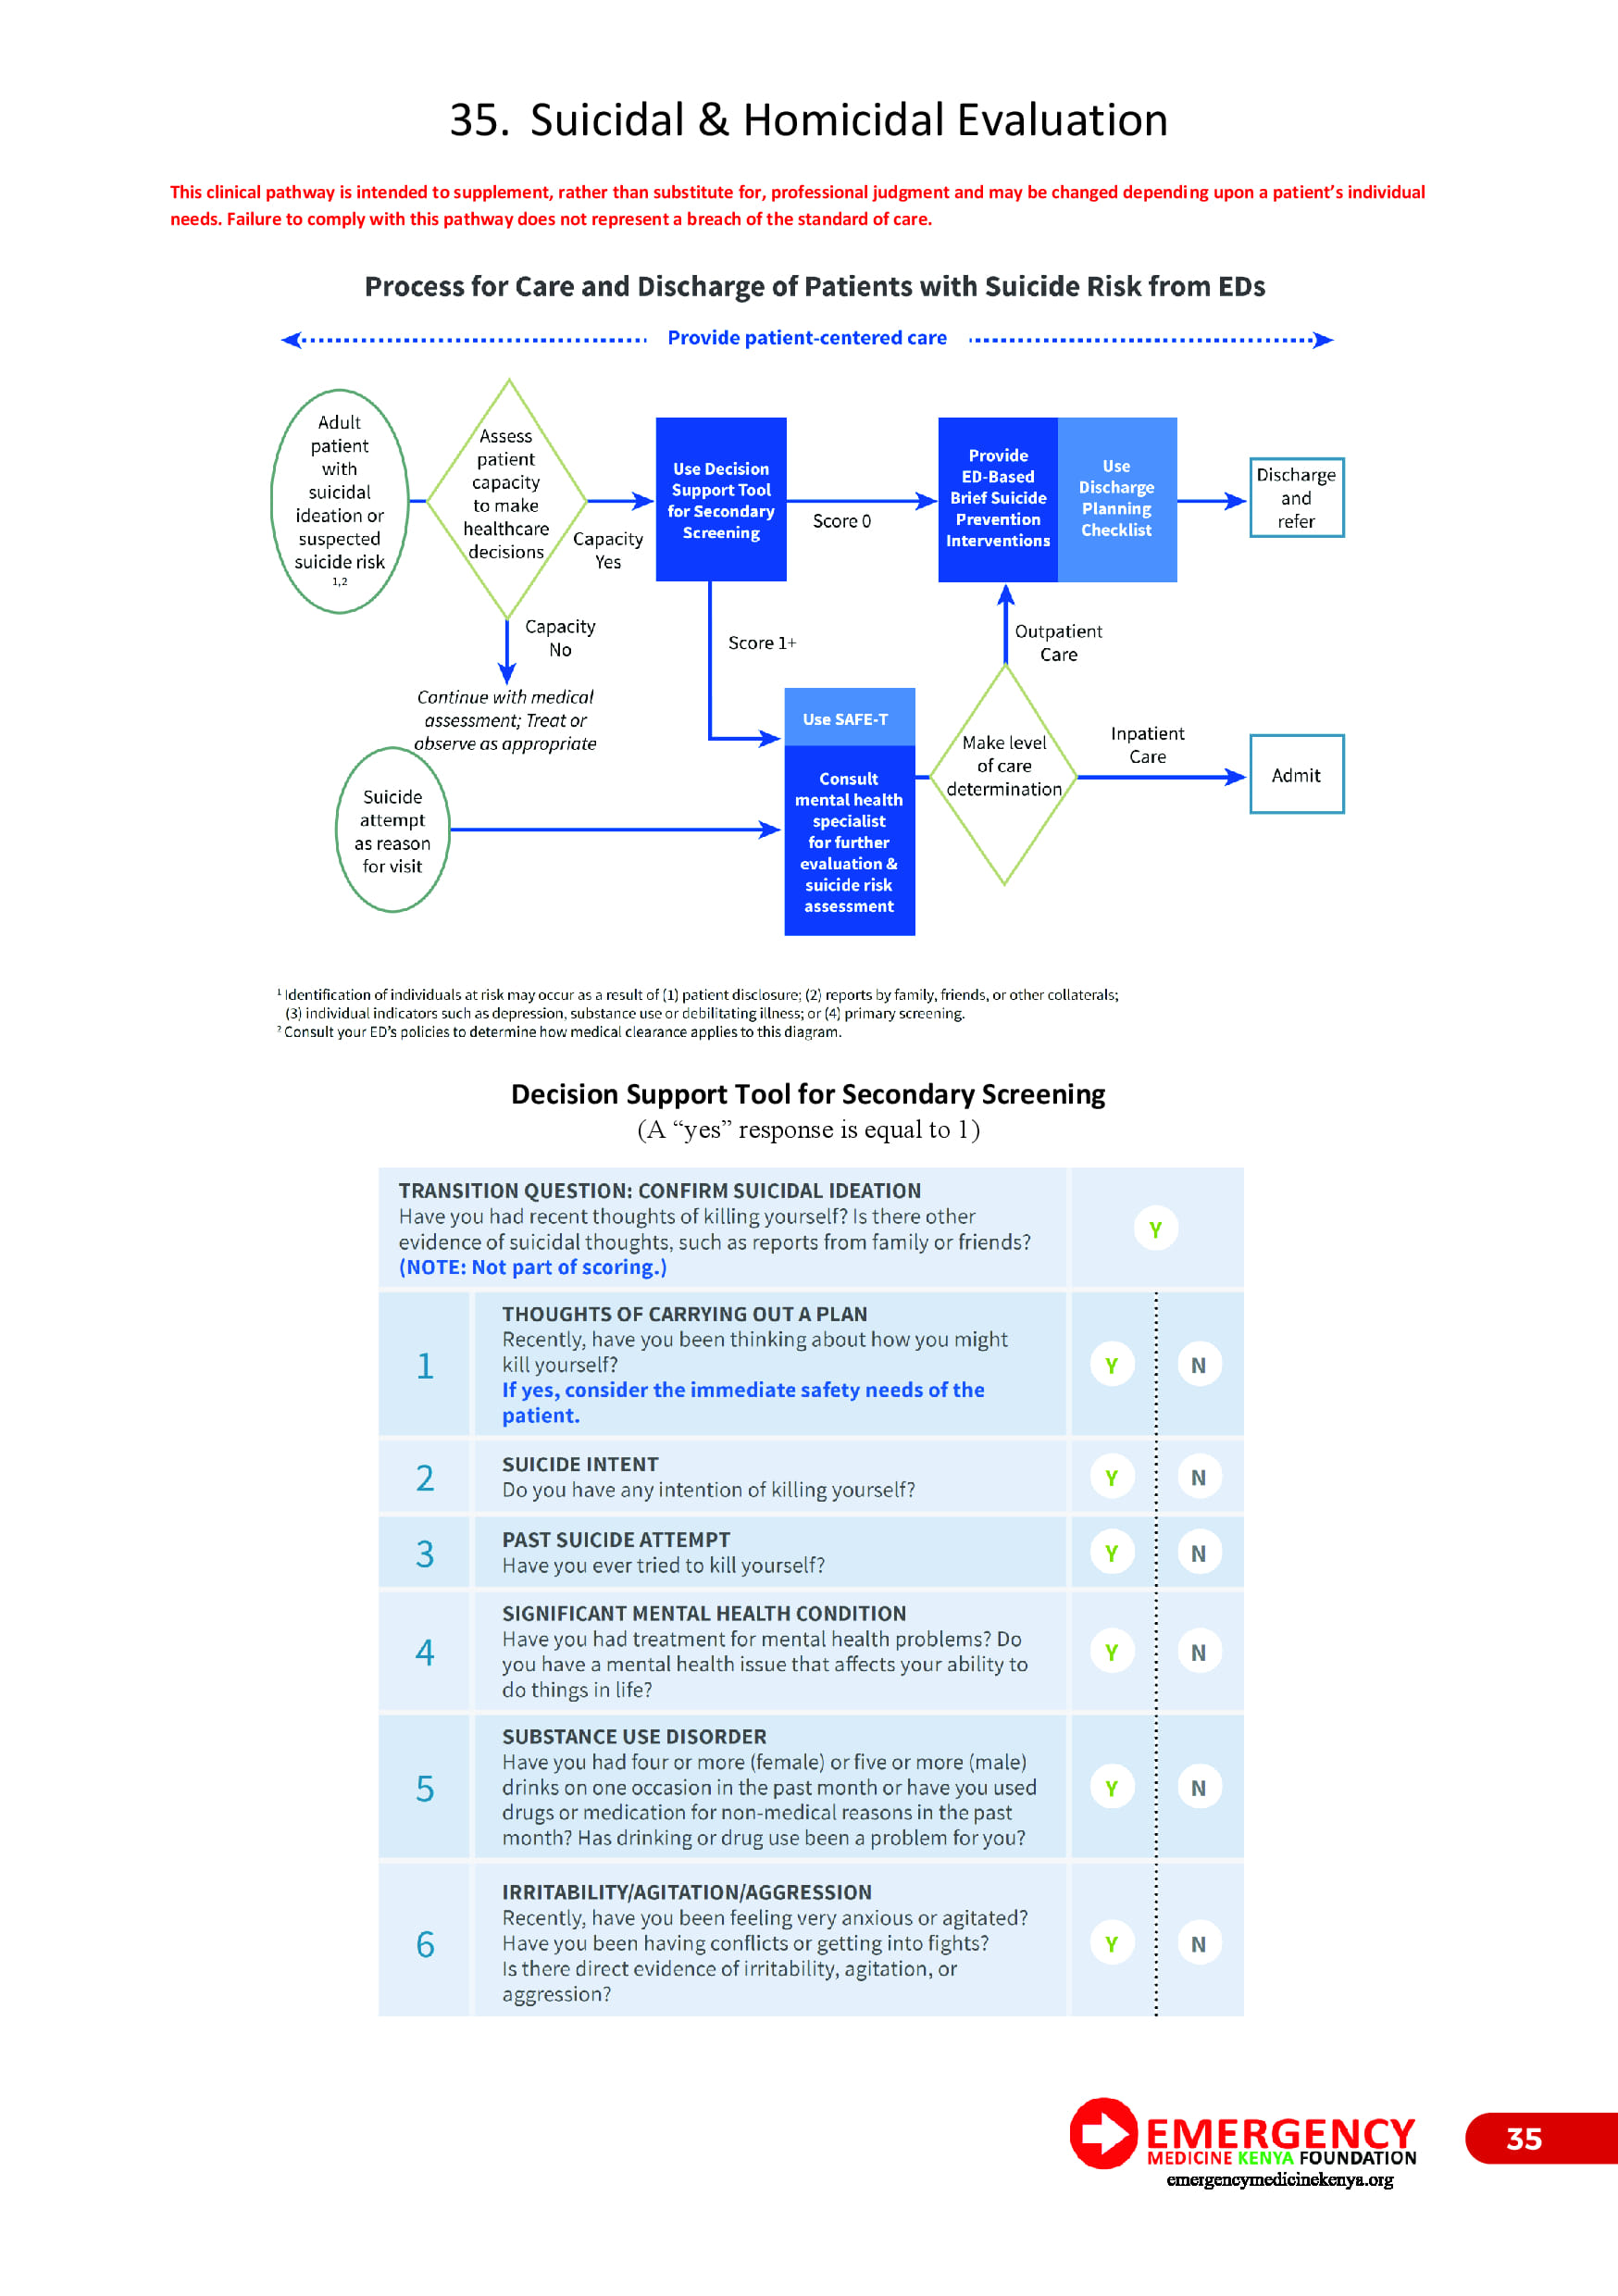 35. Suicidal & Homicidal Evaluation
This clinical pathway is intended to supplement, rather than substitute for, professional judgment and may be changed depending upon a patient's individual
needs. Failure to comply with this pathway does not represent a breach of the standard of care.
Process for Care and Discharge of Patients with Suicide Risk from EDs
Provide patient-centered care
Adult
patient
with
suicidal
ideation or
suspected
suicide risk
1,2
Assess
patient
capacity
to make
healthcare
decisions
Capacity
Yes
Capacity
No
Continue with medical
assessment; Treat or
observe as appropriate
Use Decision
Support Tool
for Secondary
Screening
Score 0
Score 1+
Provide
ED-Based
Brief Suicide
Prevention
Interventions
Use
Discharge
Planning
Checklist
Discharge
and
refer
Suicide
attempt
as reason
for visit
Use SAFE-T
Consult
mental health
specialist
for further
evaluation &
suicide risk
assessment
Make level
of care
determination
Outpatient
Care
Inpatient
Care
Admit
1 Identification of individuals at risk may occur as a result of (1) patient disclosure; (2) reports by family, friends, or other collaterals;
(3) individual indicators such as depression, substance use or debilitating illness; or (4) primary screening.
2 Consult your ED's policies to determine how medical clearance applies to this diagram.
Decision Support Tool for Secondary Screening
(A “yes” response is equal to 1)
TRANSITION QUESTION: CONFIRM SUICIDAL IDEATION
Have you had recent thoughts of killing yourself? Is there other
evidence of suicidal thoughts, such as reports from family or friends?
(NOTE: Not part of scoring.)
Y
1
THOUGHTS OF CARRYING OUT A PLAN
Recently, have you been thinking about how you might
kill yourself?
If yes, consider the immediate safety needs of the
patient.
Y N
2
SUICIDE INTENT
Do you have any intention of killing yourself?
Y N
3
PAST SUICIDE ATTEMPT
Have you ever tried to kill yourself?
Y N
4
SIGNIFICANT MENTAL HEALTH CONDITION
Have you had treatment for mental health problems? Do
you have a mental health issue that affects your ability to
do things in life?
Y N
5
SUBSTANCE USE DISORDER
Have you had four or more (female) or five or more (male)
drinks on one occasion in the past month or have you used
drugs or medication for non-medical reasons in the past
month? Has drinking or drug use been a problem for you?
Y N
6
IRRITABILITY/AGITATION/AGGRESSION
Recently, have you been feeling very anxious or agitated?
Have you been having conflicts or getting into fights?
Is there direct evidence of irritability, agitation, or
aggression?
Y N
EMERGENCY
MEDICINE KENYA FOUNDATION
emergencymedicinekenya.org
35